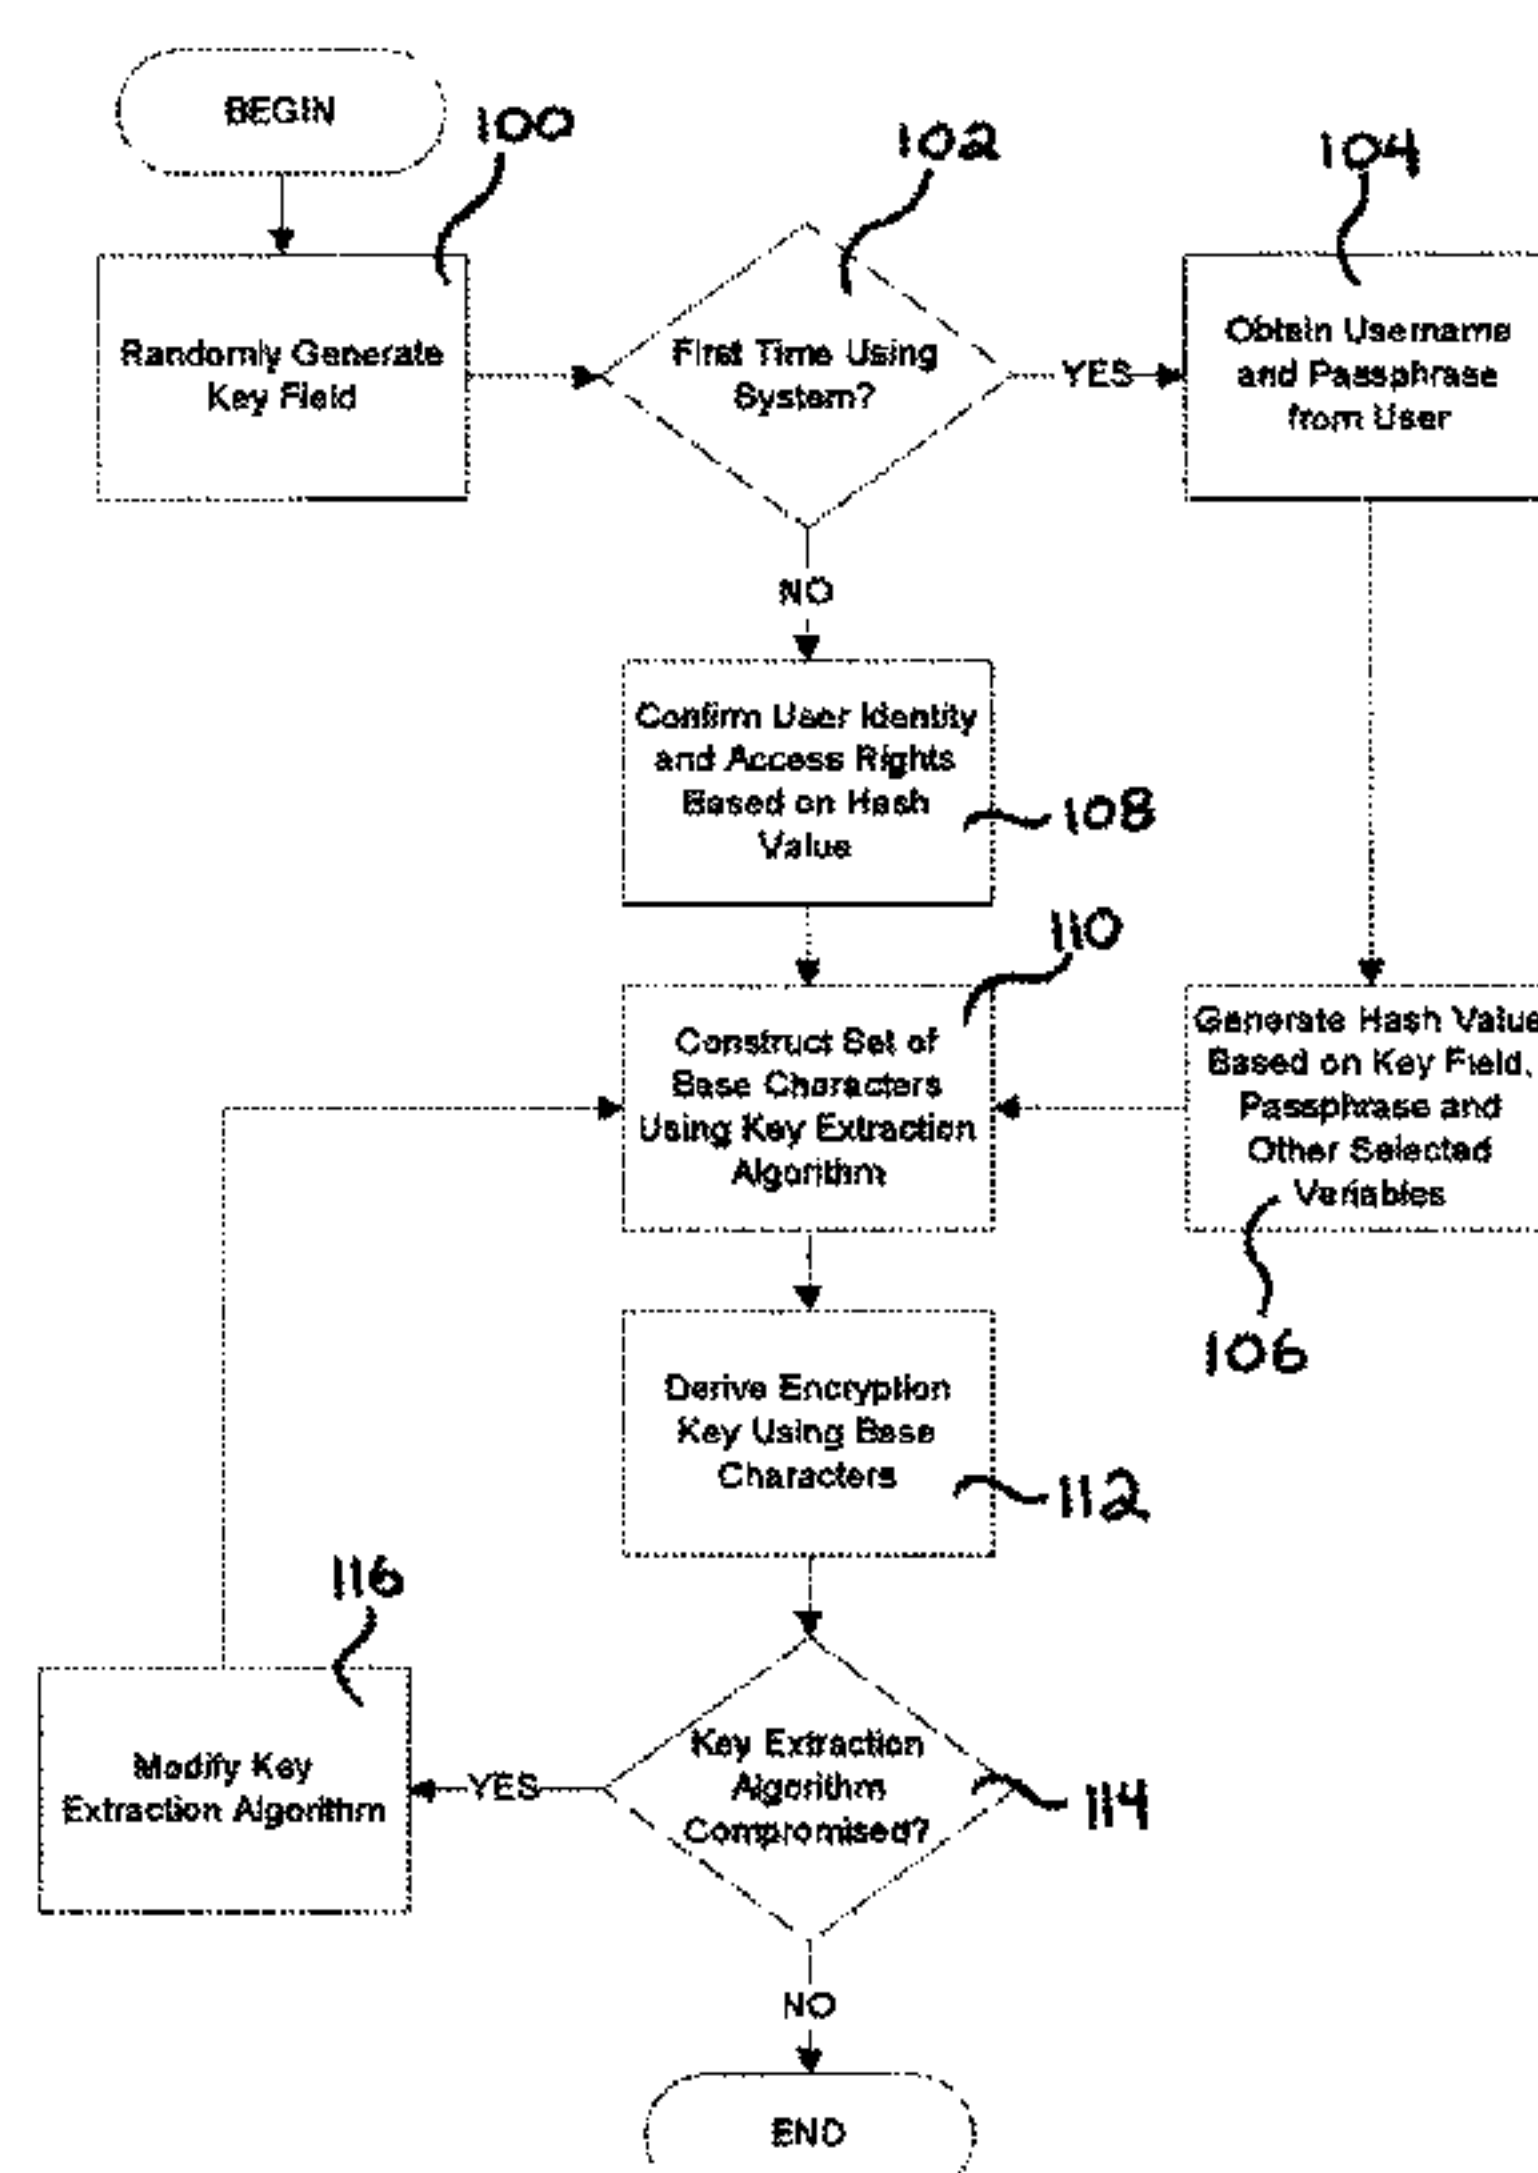 BEGIN
100
102
104
Randomly Generate
Key Field
First Time Using
System?
YES
Obtain Username
and Passphrase
from User
NO
Confirm User Identity
and Access Rights
Based on Hash
Value
108
110
Construct Set of
Base Characters
Using Key Extraction
Algorithm
Generate Hash Value
Based on Key Field,
Passphrase and
Other Selected
Variables
106
Derive Encryption
Key Using Base
Characters
112
116
Modify Key
Extraction Algorithm
YES
Key Extraction
Algorithm
Compromised?
114
NO
END